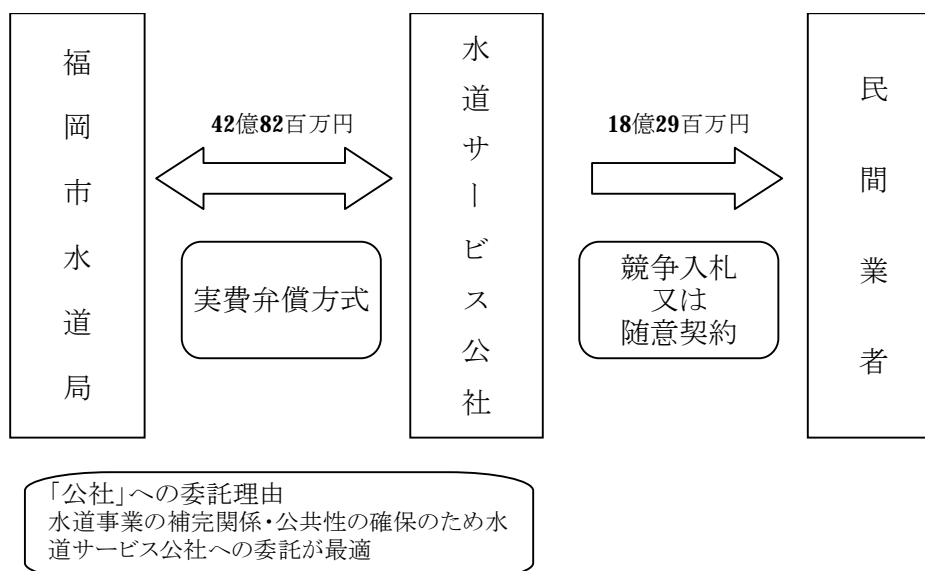 福岡市水道局
42億82百万円
実費弁償方式
水道サービス公社
18億29百万円
競争入札
又は
随意契約
民間業者
「公社」への委託理由
水道事業の補完関係・公共性の確保のため水
道サービス公社への委託が最適